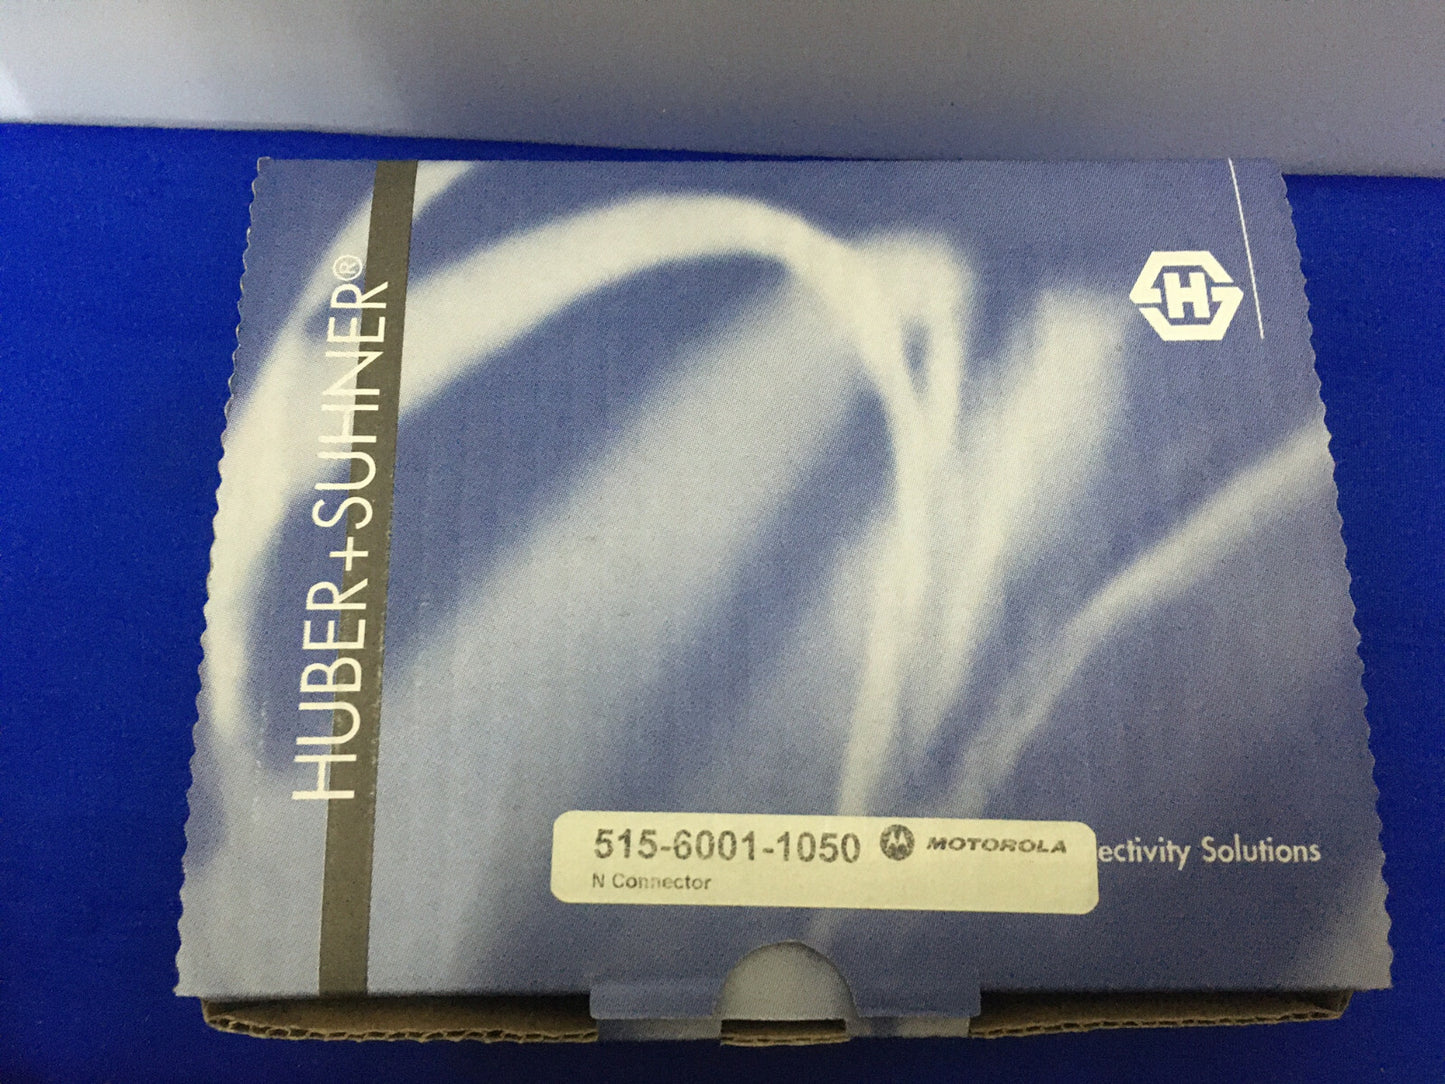 HUBER+SUHNER®
H
515-6001-1050 M MOTOROLA
N Connector
ectivity Solutions